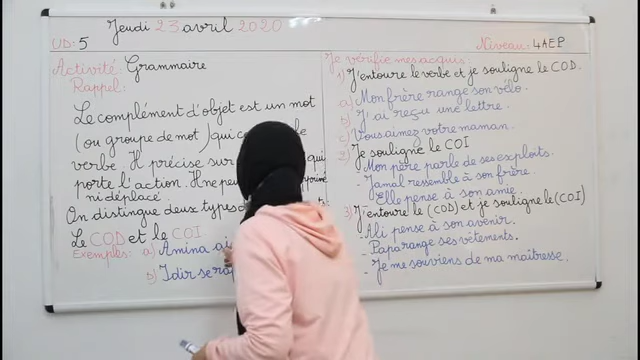 Jeudi 23 avril 2020
UD: 5
Niveau: 4AEP
Activité: Grammaire
Rappel:
Le complément d'objet est un mot
(ou groupe de mot) qui
verbe. Il précise sur qui
porte l'action. Il ne peut
ni déplacé.
On distingue deux types
Le COD et le COI
Exemples: a) Amina
b) Idir se
Je vérifie mes acquis
1) J'entoure le verbe et je souligne le COD.
a) Mon frère range son vélo.
b) J'ai reçu une lettre.
c) Vous aimez votre maman.
2) Je souligne le COI
- Mon père parle de ses exploits.
- Jamal ressemble à son frère.
- Elle pense à son amie.
3) J'entoure le (COD) et je souligne le (COI)
- Ali pense à son avenir.
- Papa range ses vêtements.
- Je me souviens de ma maîtresse.